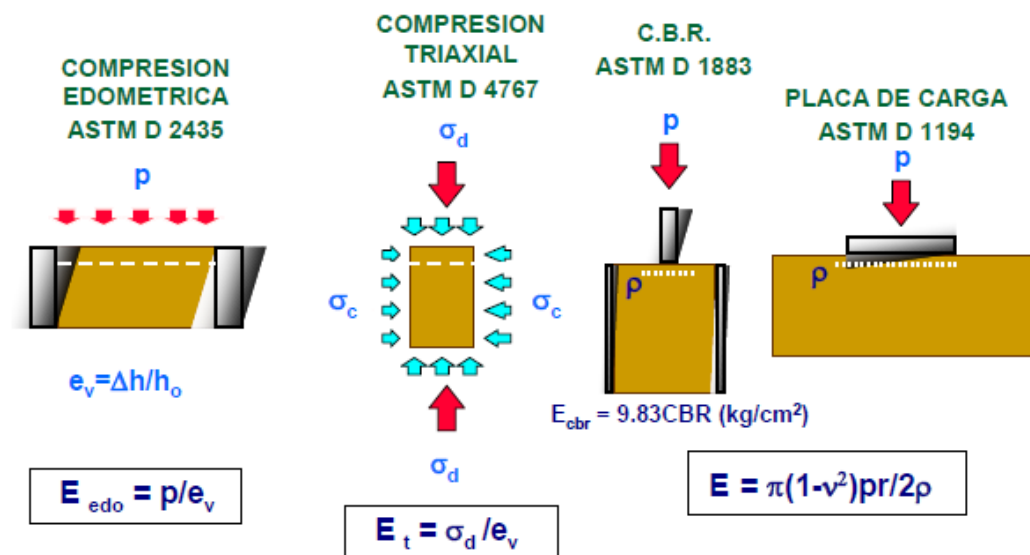 COMPRESION
EDOMETRICA
ASTM D 2435
p
e_v=Δh/h_o
E_edo = p/e_v
COMPRESION
TRIAXIAL
ASTM D 4767
σ_d
σ_c
σ_c
σ_d
E_t = σ_d/e_v
C.B.R.
ASTM D 1883
p
ρ
E_cbr = 9.83CBR (kg/cm²)
PLACA DE CARGA
ASTM D 1194
p
ρ
E = π(1-ν²)pr/2ρ